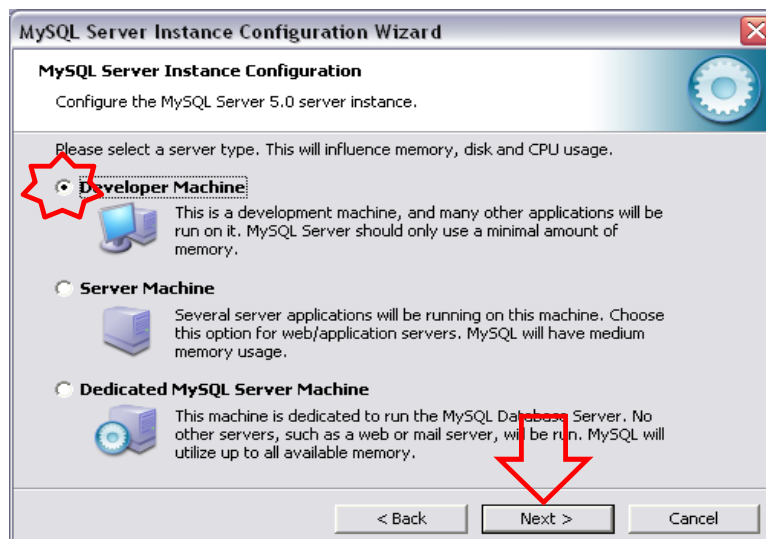 MySQL Server Instance Configuration Wizard
MySQL Server Instance Configuration
Configure the MySQL Server 5.0 server instance.
Please select a server type. This will influence memory, disk and CPU usage.
Developer Machine
This is a development machine, and many other applications will be
run on it. MySQL Server should only use a minimal amount of
memory.
Server Machine
Several server applications will be running on this machine. Choose
this option for web/application servers. MySQL will have medium
memory usage.
Dedicated MySQL Server Machine
This machine is dedicated to run the MySQL Database Server. No
other servers, such as a web or mail server, will be run. MySQL will
utilize up to all available memory.
< Back Next > Cancel